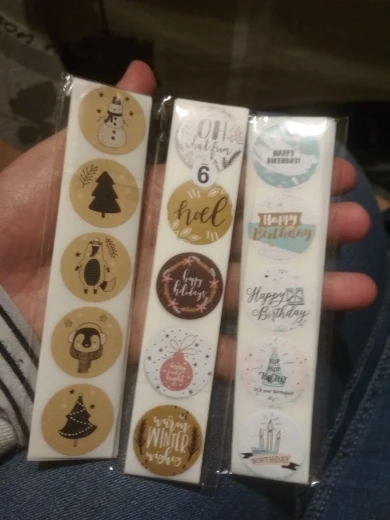 OH
what fun
6
noel
happy
holidays
warm
WINTER
wishes
HAPPY
BIRTHDAY!
Happy
Birthday
Happy
Birthday
BIRTHDAY